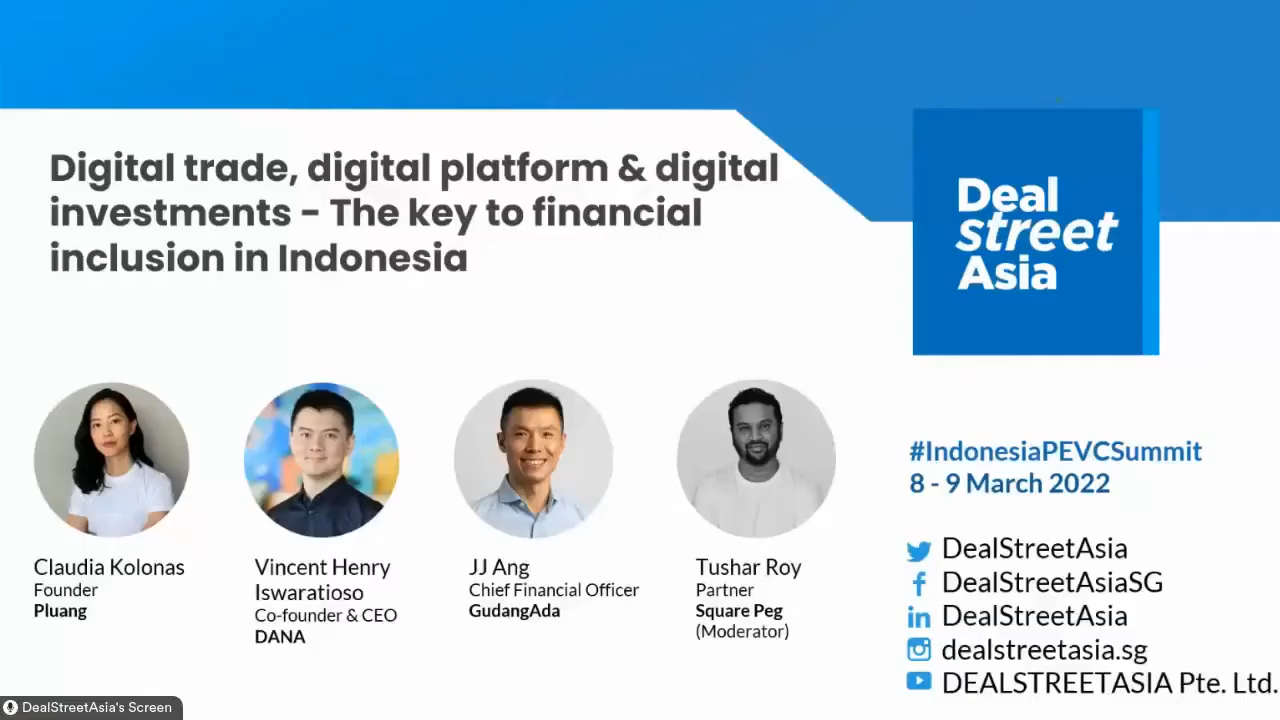 Digital trade, digital platform & digital
investments - The key to financial
inclusion in Indonesia
Deal
street
Asia
Claudia Kolonas
Founder
Pluang
Vincent Henry
Iswaratioso
Co-founder & CEO
DANA
JJ Ang
Chief Financial Officer
GudangAda
Tushar Roy
Partner
Square Peg
(Moderator)
#IndonesiaPEVCSummit
8 - 9 March 2022
DealStreetAsia
DealStreetAsiaSG
DealStreetAsia
dealstreetasia.sg
DEALSTREETASIA Pte. Ltd.
DealStreetAsia's Screen